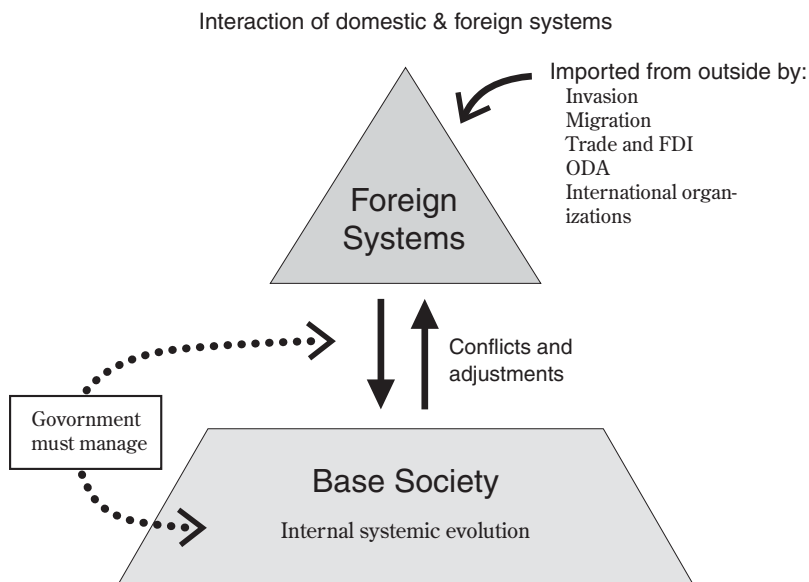 Interaction of domestic & foreign systems
Imported from outside by:
Invasion
Migration
Trade and FDI
ODA
International organ-
izations
Foreign
Systems
Conflicts and
adjustments
Govornment
must manage
Base Society
Internal systemic evolution